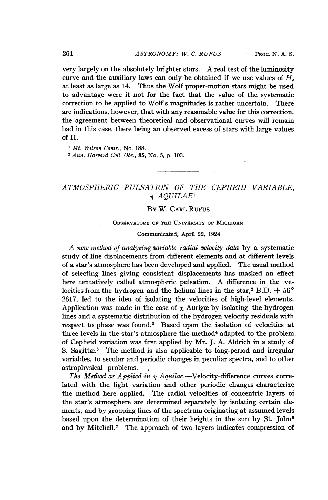 264 ASTRONOMY: W. C. RUFUS PROC. N. A. S.
very largely on the absolutely brighter stars. A real test of the luminosity
curve and the auxiliary laws can only be obtained if we use values of H,
at least as large as 14. Thus the Wolf proper-motion stars might be used
to advantage were it not for the fact that the value of the systematic
correction to be applied to Wolf's magnitudes is rather uncertain. There
are indications, however, that with any reasonable value for this correction,
the agreement between theoretical and observational curves will remain
bad in this case, there being an observed excess of stars with large values
of H.
1 Mt. Wilson Contr., No. 188.
2 Ann. Harvard Col. Obs., 85, No. 5, p. 101.
ATMOSPHERIC PULSATION OF THE CEPHEID VARIABLE,
η AQUILAE
BY W. CARL RUFUS
OBSERVATORY OF THE UNIVERSITY OF MICHIGAN
Communicated, April 22, 1924
A new method of analyzing variable radial velocity data by a systematic
study of line displacements from different elements and at different levels
of a star's atmosphere has been developed and applied. The usual method
of selecting lines giving consistent displacements has masked an effect
here tentatively called atmospheric pulsation. A difference in the ve-
locities from the hydrogen and the helium lines in the star, B.D. + 56°
2617, led to the idea of isolating the velocities of high-level elements.
Application was made in the case of γ Aurigae by isolating the hydrogen
lines and a systematic distribution of the hydrogen velocity residuals with
respect to phase was found. Based upon the isolation of velocities at
three levels in the star's atmosphere the method adapted to the problem
of Cepheid variation was first applied by Mr. J. A. Aldrich in a study of
S Sagittae. The method is also applicable to long-period and irregular
variables, to secular and periodic changes in peculiar spectra, and to other
astrophysical problems.
The Method as Applied to η Aquilae.—Velocity-difference curves corre-
lated with the light variation and other periodic changes characterize
the method here applied. The radial velocities of concentric layers of
the star's atmosphere are determined separately by isolating certain ele-
ments, and by grouping lines of the spectrum originating at assumed levels
based upon the determination of their heights in the sun by St. John
and by Mitchell. The approach of two layers indicates compression of